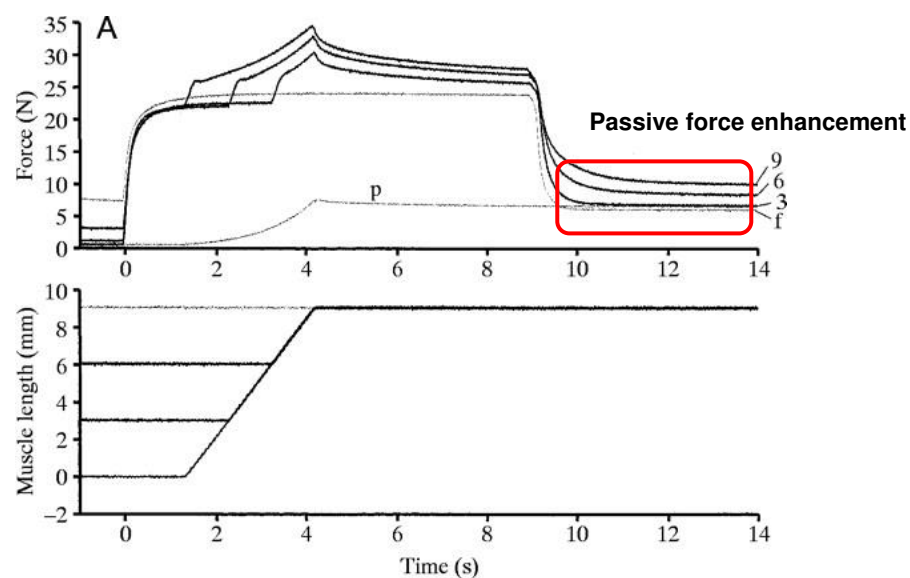 A
35
30
25
20
15
10
5
0
Force (N)
Passive force enhancement
p
9
6
3
f
0 2 4 6 8 10 12 14
10
8
6
4
2
0
–2
Muscle length (mm)
0 2 4 6 8 10 12 14
Time (s)